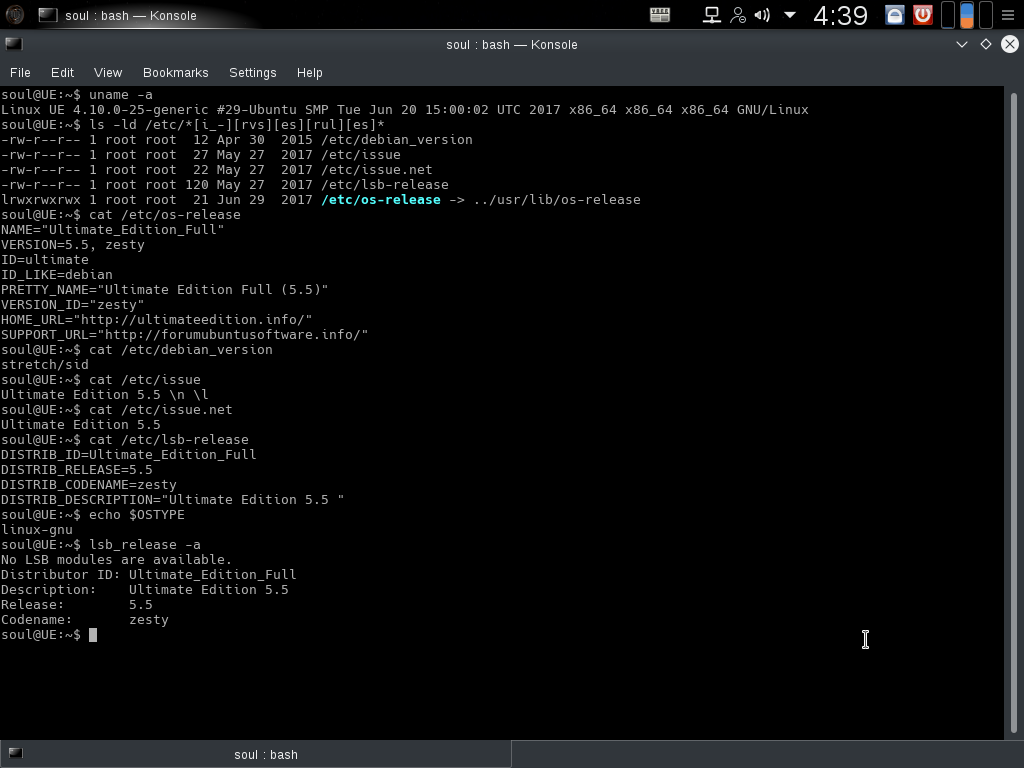 soul : bash — Konsole
4:39
soul : bash — Konsole
File Edit View Bookmarks Settings Help
soul@UE:~$ uname -a
Linux UE 4.10.0-25-generic #29-Ubuntu SMP Tue Jun 20 15:00:02 UTC 2017 x86_64 x86_64 x86_64 GNU/Linux
soul@UE:~$ ls -ld /etc/*[i_-][rvs][es][rul][es]*
-rw-r--r-- 1 root root  12 Apr 30  2015 /etc/debian_version
-rw-r--r-- 1 root root  27 May 27  2017 /etc/issue
-rw-r--r-- 1 root root  22 May 27  2017 /etc/issue.net
-rw-r--r-- 1 root root 120 May 27  2017 /etc/lsb-release
lrwxrwxrwx 1 root root  21 Jun 29  2017 /etc/os-release -> ../usr/lib/os-release
soul@UE:~$ cat /etc/os-release
NAME="Ultimate_Edition_Full"
VERSION=5.5, zesty
ID=ultimate
ID_LIKE=debian
PRETTY_NAME="Ultimate Edition Full (5.5)"
VERSION_ID="zesty"
HOME_URL="http://ultimateedition.info/"
SUPPORT_URL="http://forumubuntusoftware.info/"
soul@UE:~$ cat /etc/debian_version
stretch/sid
soul@UE:~$ cat /etc/issue
Ultimate Edition 5.5 \n \l
soul@UE:~$ cat /etc/issue.net
Ultimate Edition 5.5
soul@UE:~$ cat /etc/lsb-release
DISTRIB_ID=Ultimate_Edition_Full
DISTRIB_RELEASE=5.5
DISTRIB_CODENAME=zesty
DISTRIB_DESCRIPTION="Ultimate Edition 5.5 "
soul@UE:~$ echo $OSTYPE
linux-gnu
soul@UE:~$ lsb_release -a
No LSB modules are available.
Distributor ID: Ultimate_Edition_Full
Description:    Ultimate Edition 5.5
Release:        5.5
Codename:       zesty
soul@UE:~$
soul : bash